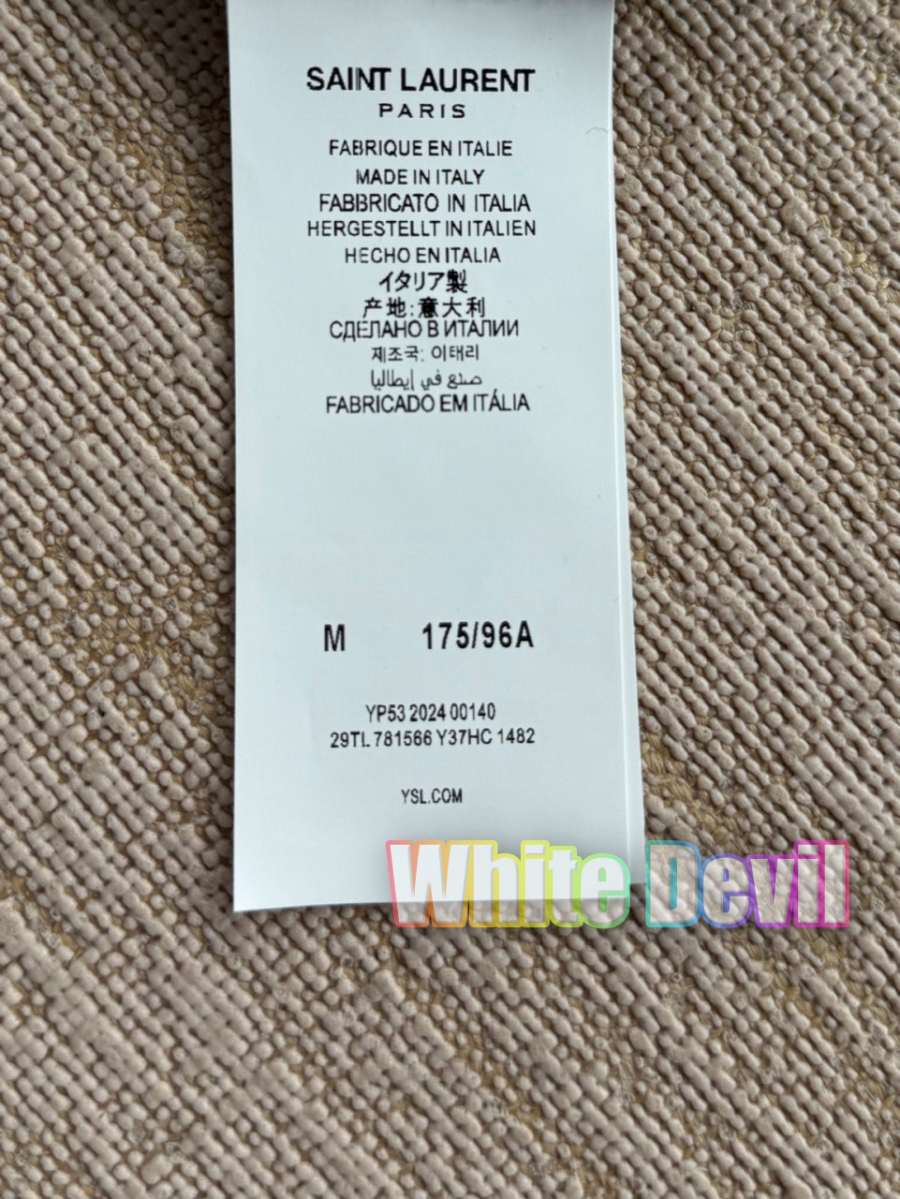 SAINT LAURENT
PARIS
FABRIQUE EN ITALIE
MADE IN ITALY
FABBRICATO IN ITALIA
HERGESTELLT IN ITALIEN
HECHO EN ITALIA
イタリア製
产地:意大利
СДЕЛАНО В ИТАЛИИ
제조국: 이태리
صنع في إيطاليا
FABRICADO EM ITÁLIA
M 175/96A
YP53 2024 00140
29TL 781566 Y37HC 1482
YSL.COM
White Devil